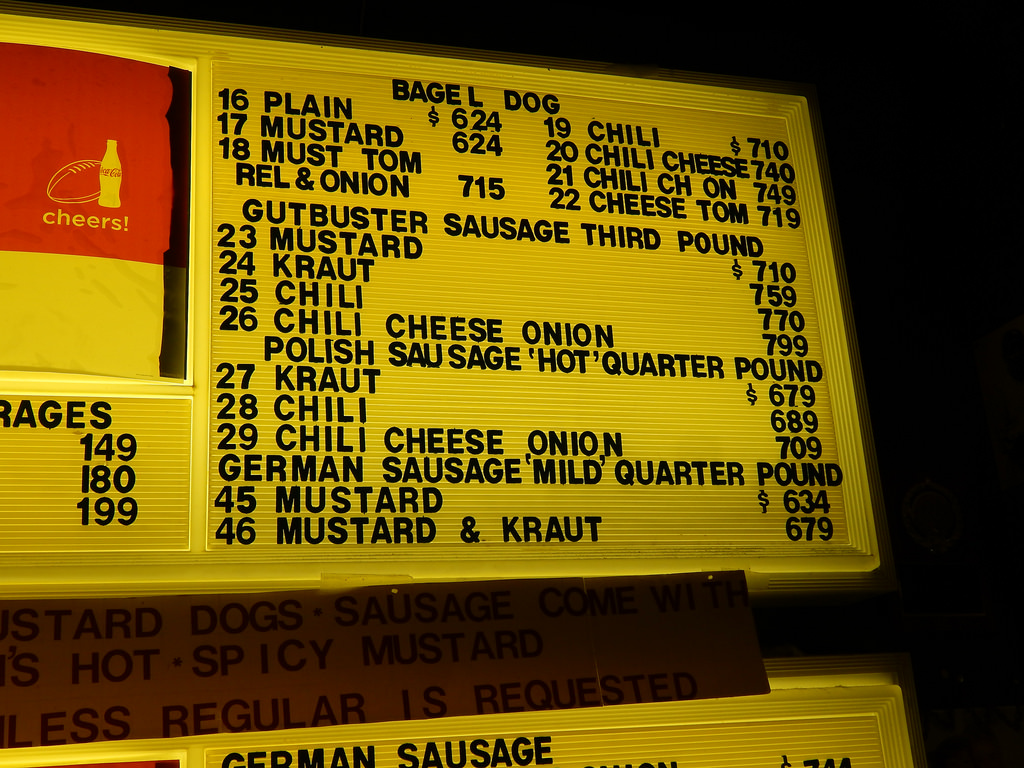 BAGEL DOG
16 PLAIN $ 624
17 MUSTARD 624
18 MUST TOM
REL & ONION 715
19 CHILI $ 710
20 CHILI CHEESE 740
21 CHILI CH ON 749
22 CHEESE TOM 719
GUTBUSTER SAUSAGE THIRD POUND
23 MUSTARD $ 710
24 KRAUT 759
25 CHILI 770
26 CHILI CHEESE ONION 799
POLISH SAUSAGE 'HOT' QUARTER POUND
27 KRAUT $ 679
28 CHILI 689
29 CHILI CHEESE ONION 709
GERMAN SAUSAGE 'MILD' QUARTER POUND
45 MUSTARD $ 634
46 MUSTARD & KRAUT 679
Coca-Cola
cheers!
RAGES
149
180
199
USTARD DOGS * SAUSAGE COME WITH
'S HOT * SPICY MUSTARD
NLESS REGULAR IS REQUESTED
GERMAN SAUSAGE
ONION $ 744